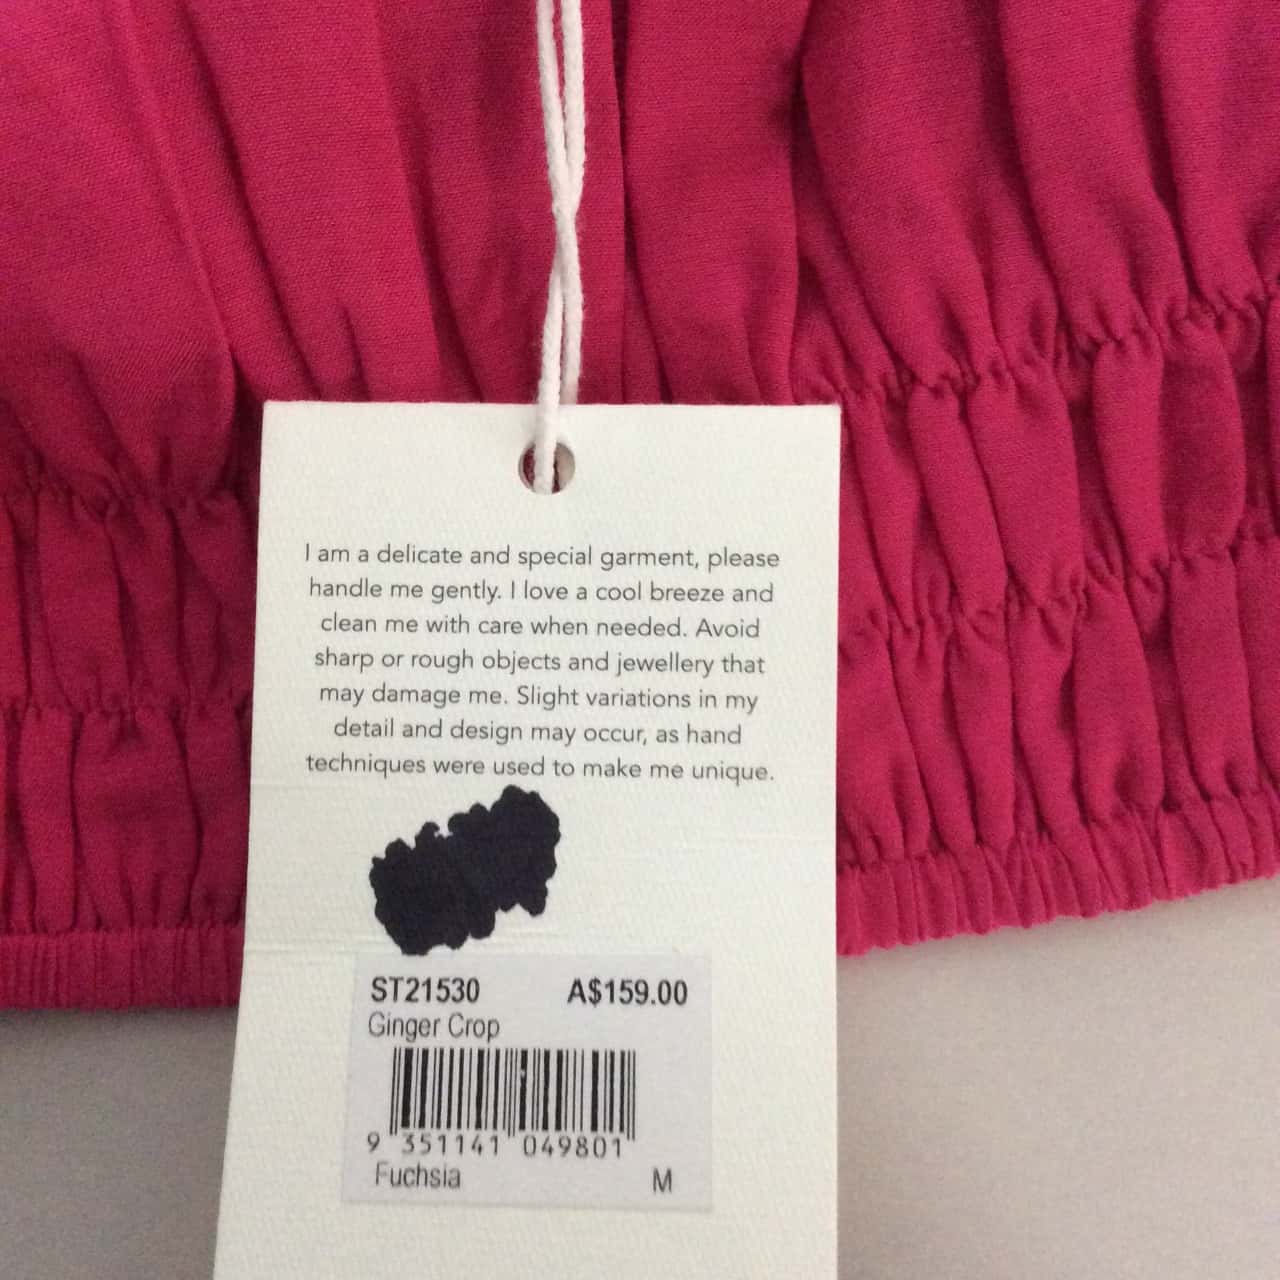 I am a delicate and special garment, please
handle me gently. I love a cool breeze and
clean me with care when needed. Avoid
sharp or rough objects and jewellery that
may damage me. Slight variations in my
detail and design may occur, as hand
techniques were used to make me unique.
ST21530 A$159.00
Ginger Crop
9 351141 049801
Fuchsia M